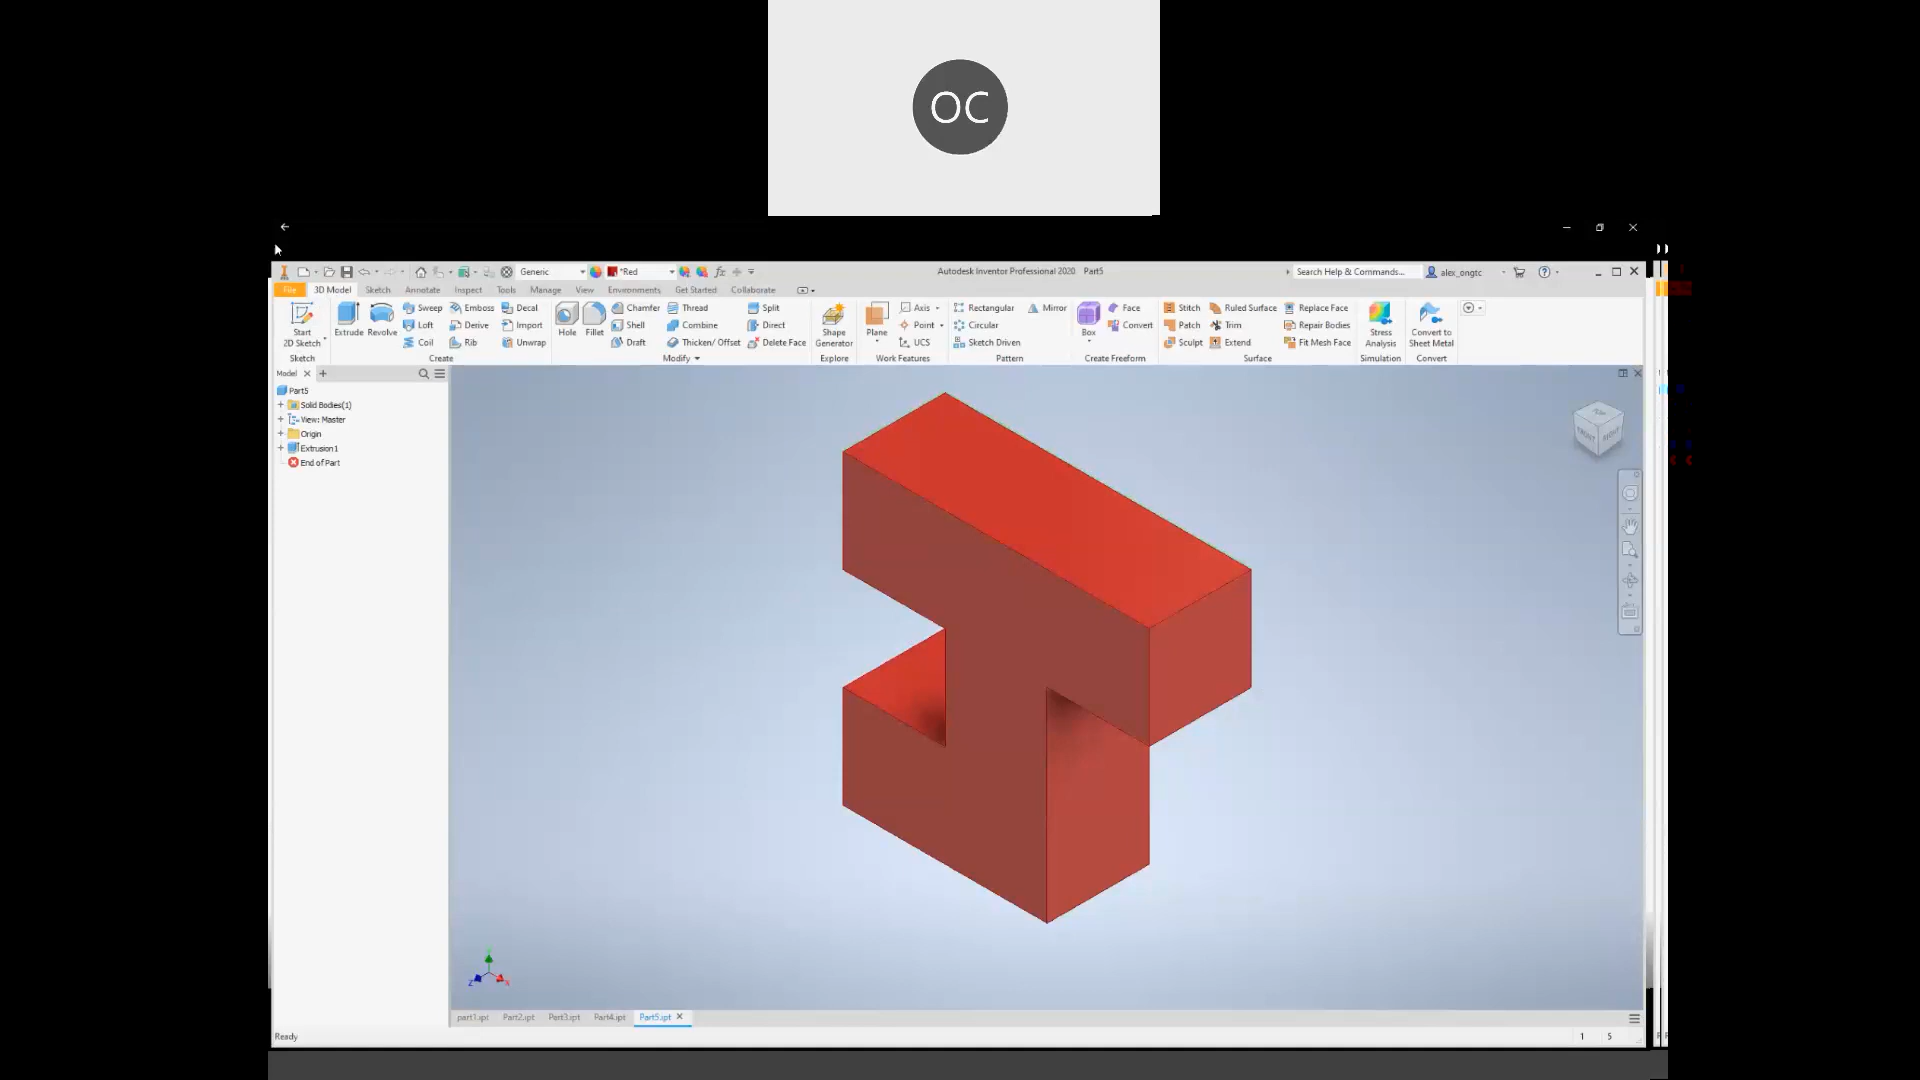 OC
Generic
*Red
fx
Autodesk Inventor Professional 2020 Part5
Search Help & Commands...
alex_ongtc
File 3D Model Sketch Annotate Inspect Tools Manage View Environments Get Started Collaborate
Sweep Emboss Decal Chamfer Thread Split Axis Rectangular Mirror Face Stitch Ruled Surface Replace Face
Start Extrude Revolve Loft Derive Import Hole Fillet Shell Combine Direct Shape Plane Point Circular Box Convert Patch Trim Repair Bodies Stress Convert to
2D Sketch Coil Rib Unwrap Draft Thicken/ Offset Delete Face Generator UCS Sketch Driven Sculpt Extend Fit Mesh Face Analysis Sheet Metal
Sketch Create Modify Explore Work Features Pattern Create Freeform Surface Simulation Convert
Model
Part5
Solid Bodies(1)
View: Master
Origin
Extrusion1
End of Part
TOP
FRONT RIGHT
Z X
part1.ipt Part2.ipt Part3.ipt Part4.ipt Part5.ipt
Ready 1 5